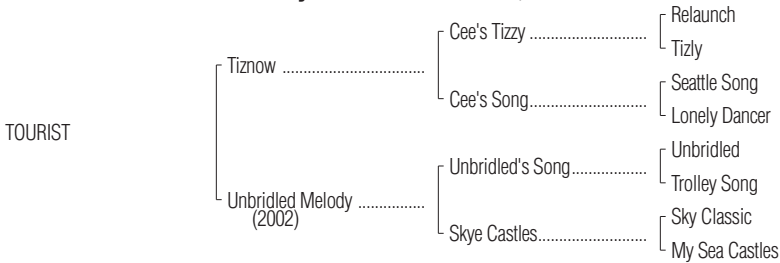 Relaunch
Cee's Tizzy ..........................
Tizly
Tiznow ................................
Seattle Song
Cee's Song..........................
Lonely Dancer
TOURIST
Unbridled
Unbridled's Song.................
Trolley Song
Unbridled Melody ...............
(2002)
Sky Classic
Skye Castles........................
My Sea Castles